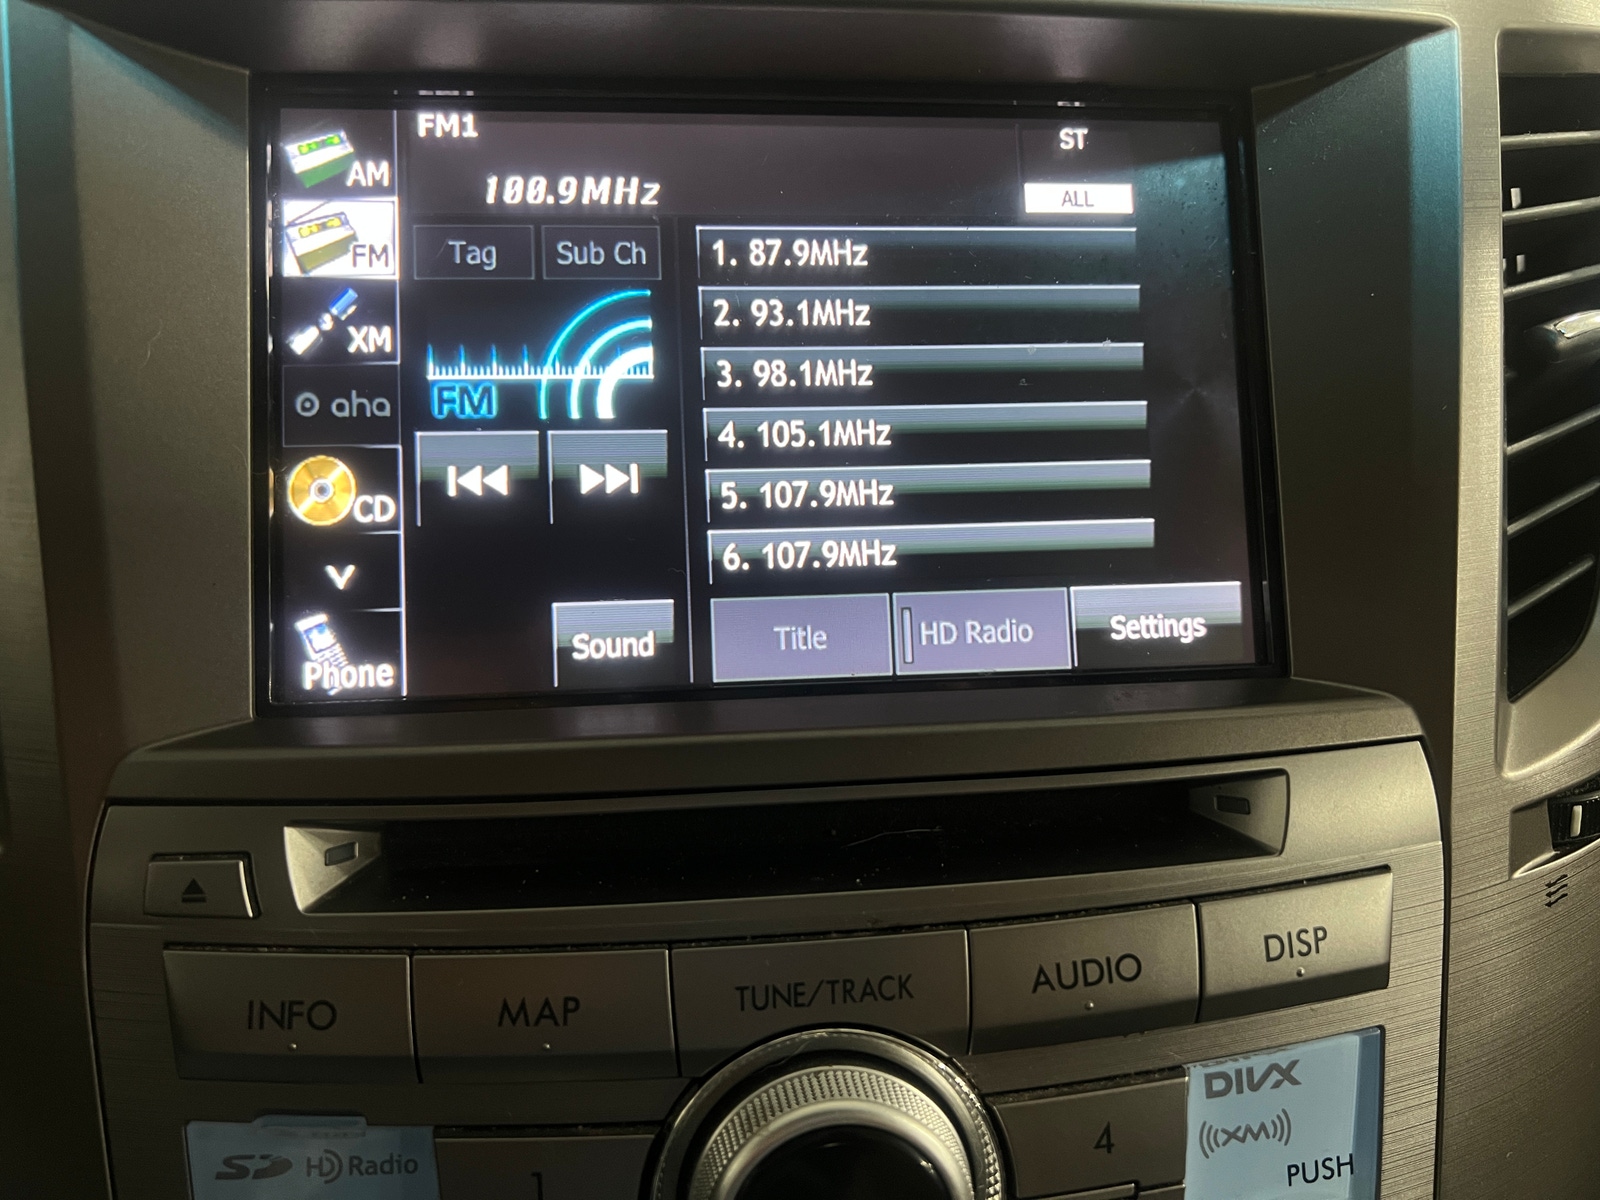 FM1
ST
100.9MHz
ALL
AM
FM
XM
aha
CD
Phone
Tag
Sub Ch
FM
Sound
1. 87.9MHz
2. 93.1MHz
3. 98.1MHz
4. 105.1MHz
5. 107.9MHz
6. 107.9MHz
Title
HD Radio
Settings
INFO
MAP
TUNE/TRACK
AUDIO
DISP
SD
HD Radio
1
4
DIVX
((XM))
PUSH